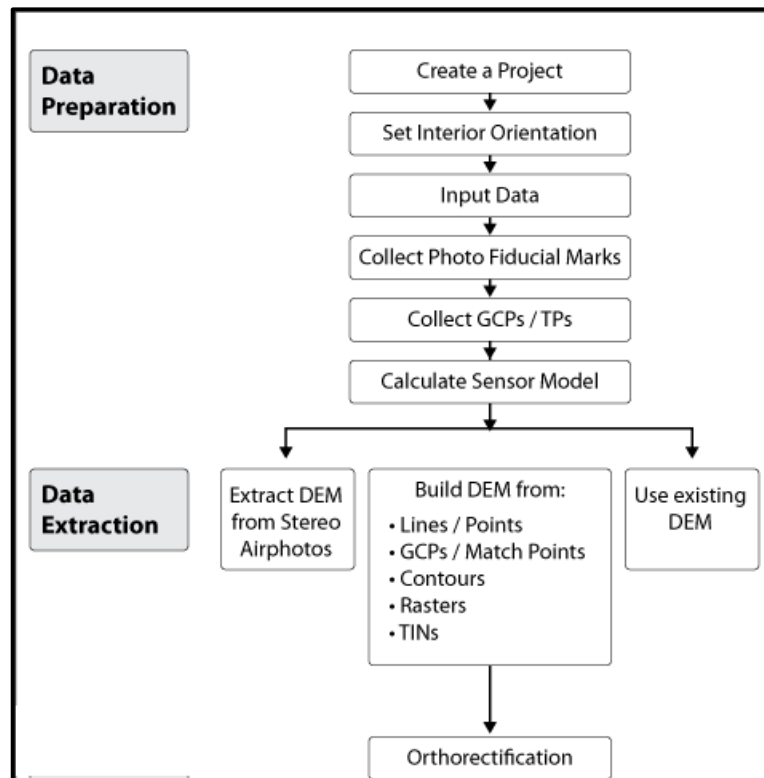 Data
Preparation
Create a Project
Set Interior Orientation
Input Data
Collect Photo Fiducial Marks
Collect GCPs / TPs
Calculate Sensor Model
Data
Extraction
Extract DEM
from Stereo
Airphotos
Build DEM from:
• Lines / Points
• GCPs / Match Points
• Contours
• Rasters
• TINs
Use existing
DEM
Orthorectification